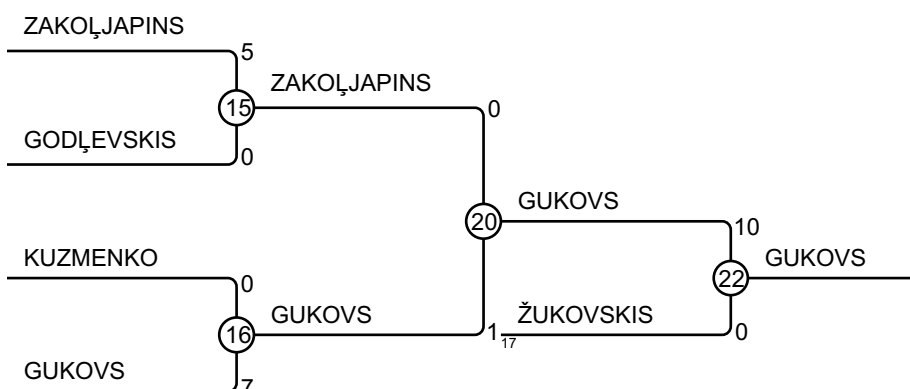 ZAKOĻJAPINS
5
15
ZAKOĻJAPINS
0
GODĻEVSKIS
0
20
GUKOVS
10
KUZMENKO
0
22
GUKOVS
16
GUKOVS
1
17
ŽUKOVSKIS
0
GUKOVS
7